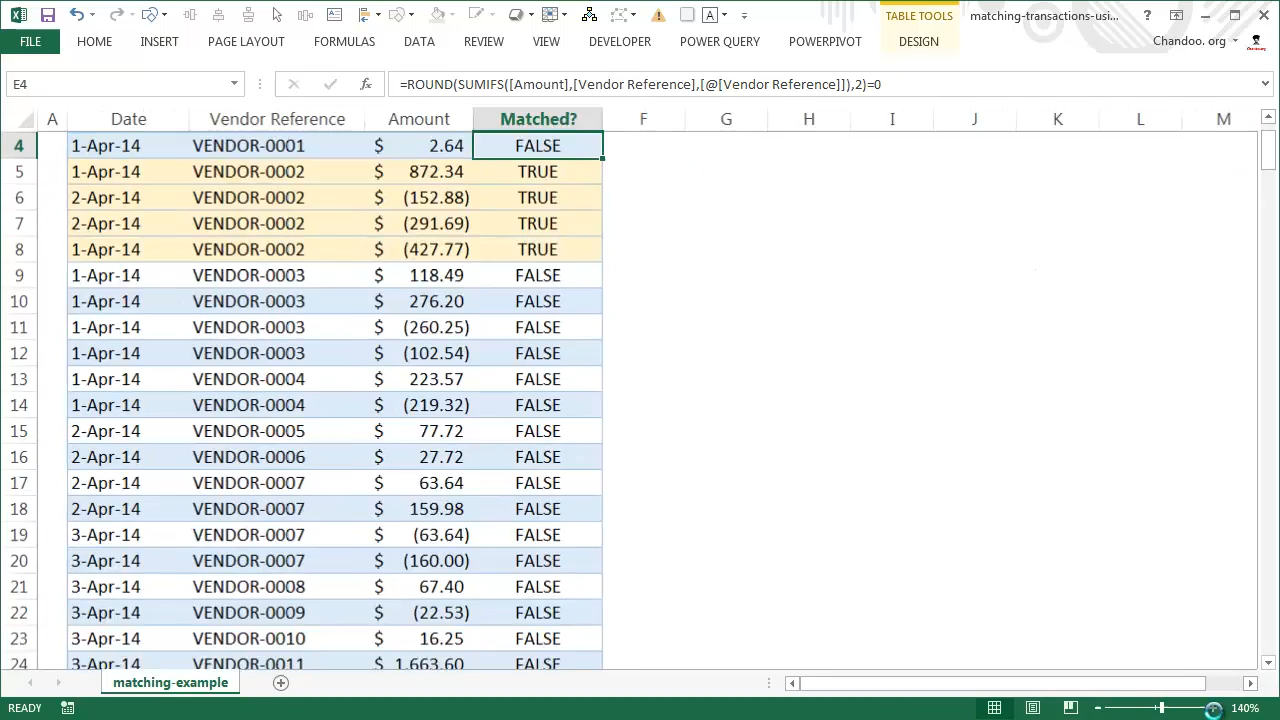 TABLE TOOLS
matching-transactions-usi...
?
FILE
HOME
INSERT
PAGE LAYOUT
FORMULAS
DATA
REVIEW
VIEW
DEVELOPER
POWER QUERY
POWERPIVOT
DESIGN
Chandoo. org
E4
fx
=ROUND(SUMIFS([Amount],[Vendor Reference],[@[Vendor Reference]]),2)=0
A Date Vendor Reference Amount Matched? F G H I J K L M
4 1-Apr-14 VENDOR-0001 $ 2.64 FALSE
5 1-Apr-14 VENDOR-0002 $ 872.34 TRUE
6 2-Apr-14 VENDOR-0002 $ (152.88) TRUE
7 2-Apr-14 VENDOR-0002 $ (291.69) TRUE
8 1-Apr-14 VENDOR-0002 $ (427.77) TRUE
9 1-Apr-14 VENDOR-0003 $ 118.49 FALSE
10 1-Apr-14 VENDOR-0003 $ 276.20 FALSE
11 1-Apr-14 VENDOR-0003 $ (260.25) FALSE
12 1-Apr-14 VENDOR-0003 $ (102.54) FALSE
13 1-Apr-14 VENDOR-0004 $ 223.57 FALSE
14 1-Apr-14 VENDOR-0004 $ (219.32) FALSE
15 2-Apr-14 VENDOR-0005 $ 77.72 FALSE
16 2-Apr-14 VENDOR-0006 $ 27.72 FALSE
17 2-Apr-14 VENDOR-0007 $ 63.64 FALSE
18 2-Apr-14 VENDOR-0007 $ 159.98 FALSE
19 3-Apr-14 VENDOR-0007 $ (63.64) FALSE
20 3-Apr-14 VENDOR-0007 $ (160.00) FALSE
21 3-Apr-14 VENDOR-0008 $ 67.40 FALSE
22 3-Apr-14 VENDOR-0009 $ (22.53) FALSE
23 3-Apr-14 VENDOR-0010 $ 16.25 FALSE
24 3-Apr-14 VENDOR-0011 $ 1,663.60 FALSE
matching-example
READY
140%